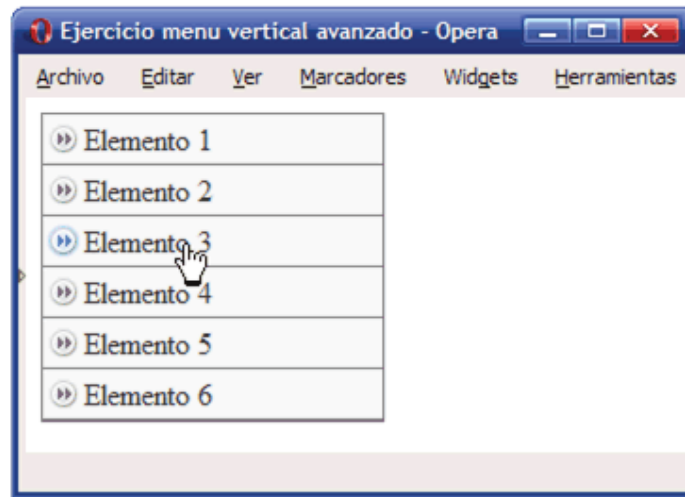 Ejercicio menu vertical avanzado - Opera
Archivo Editar Ver Marcadores Widgets Herramientas
Elemento 1
Elemento 2
Elemento 3
Elemento 4
Elemento 5
Elemento 6